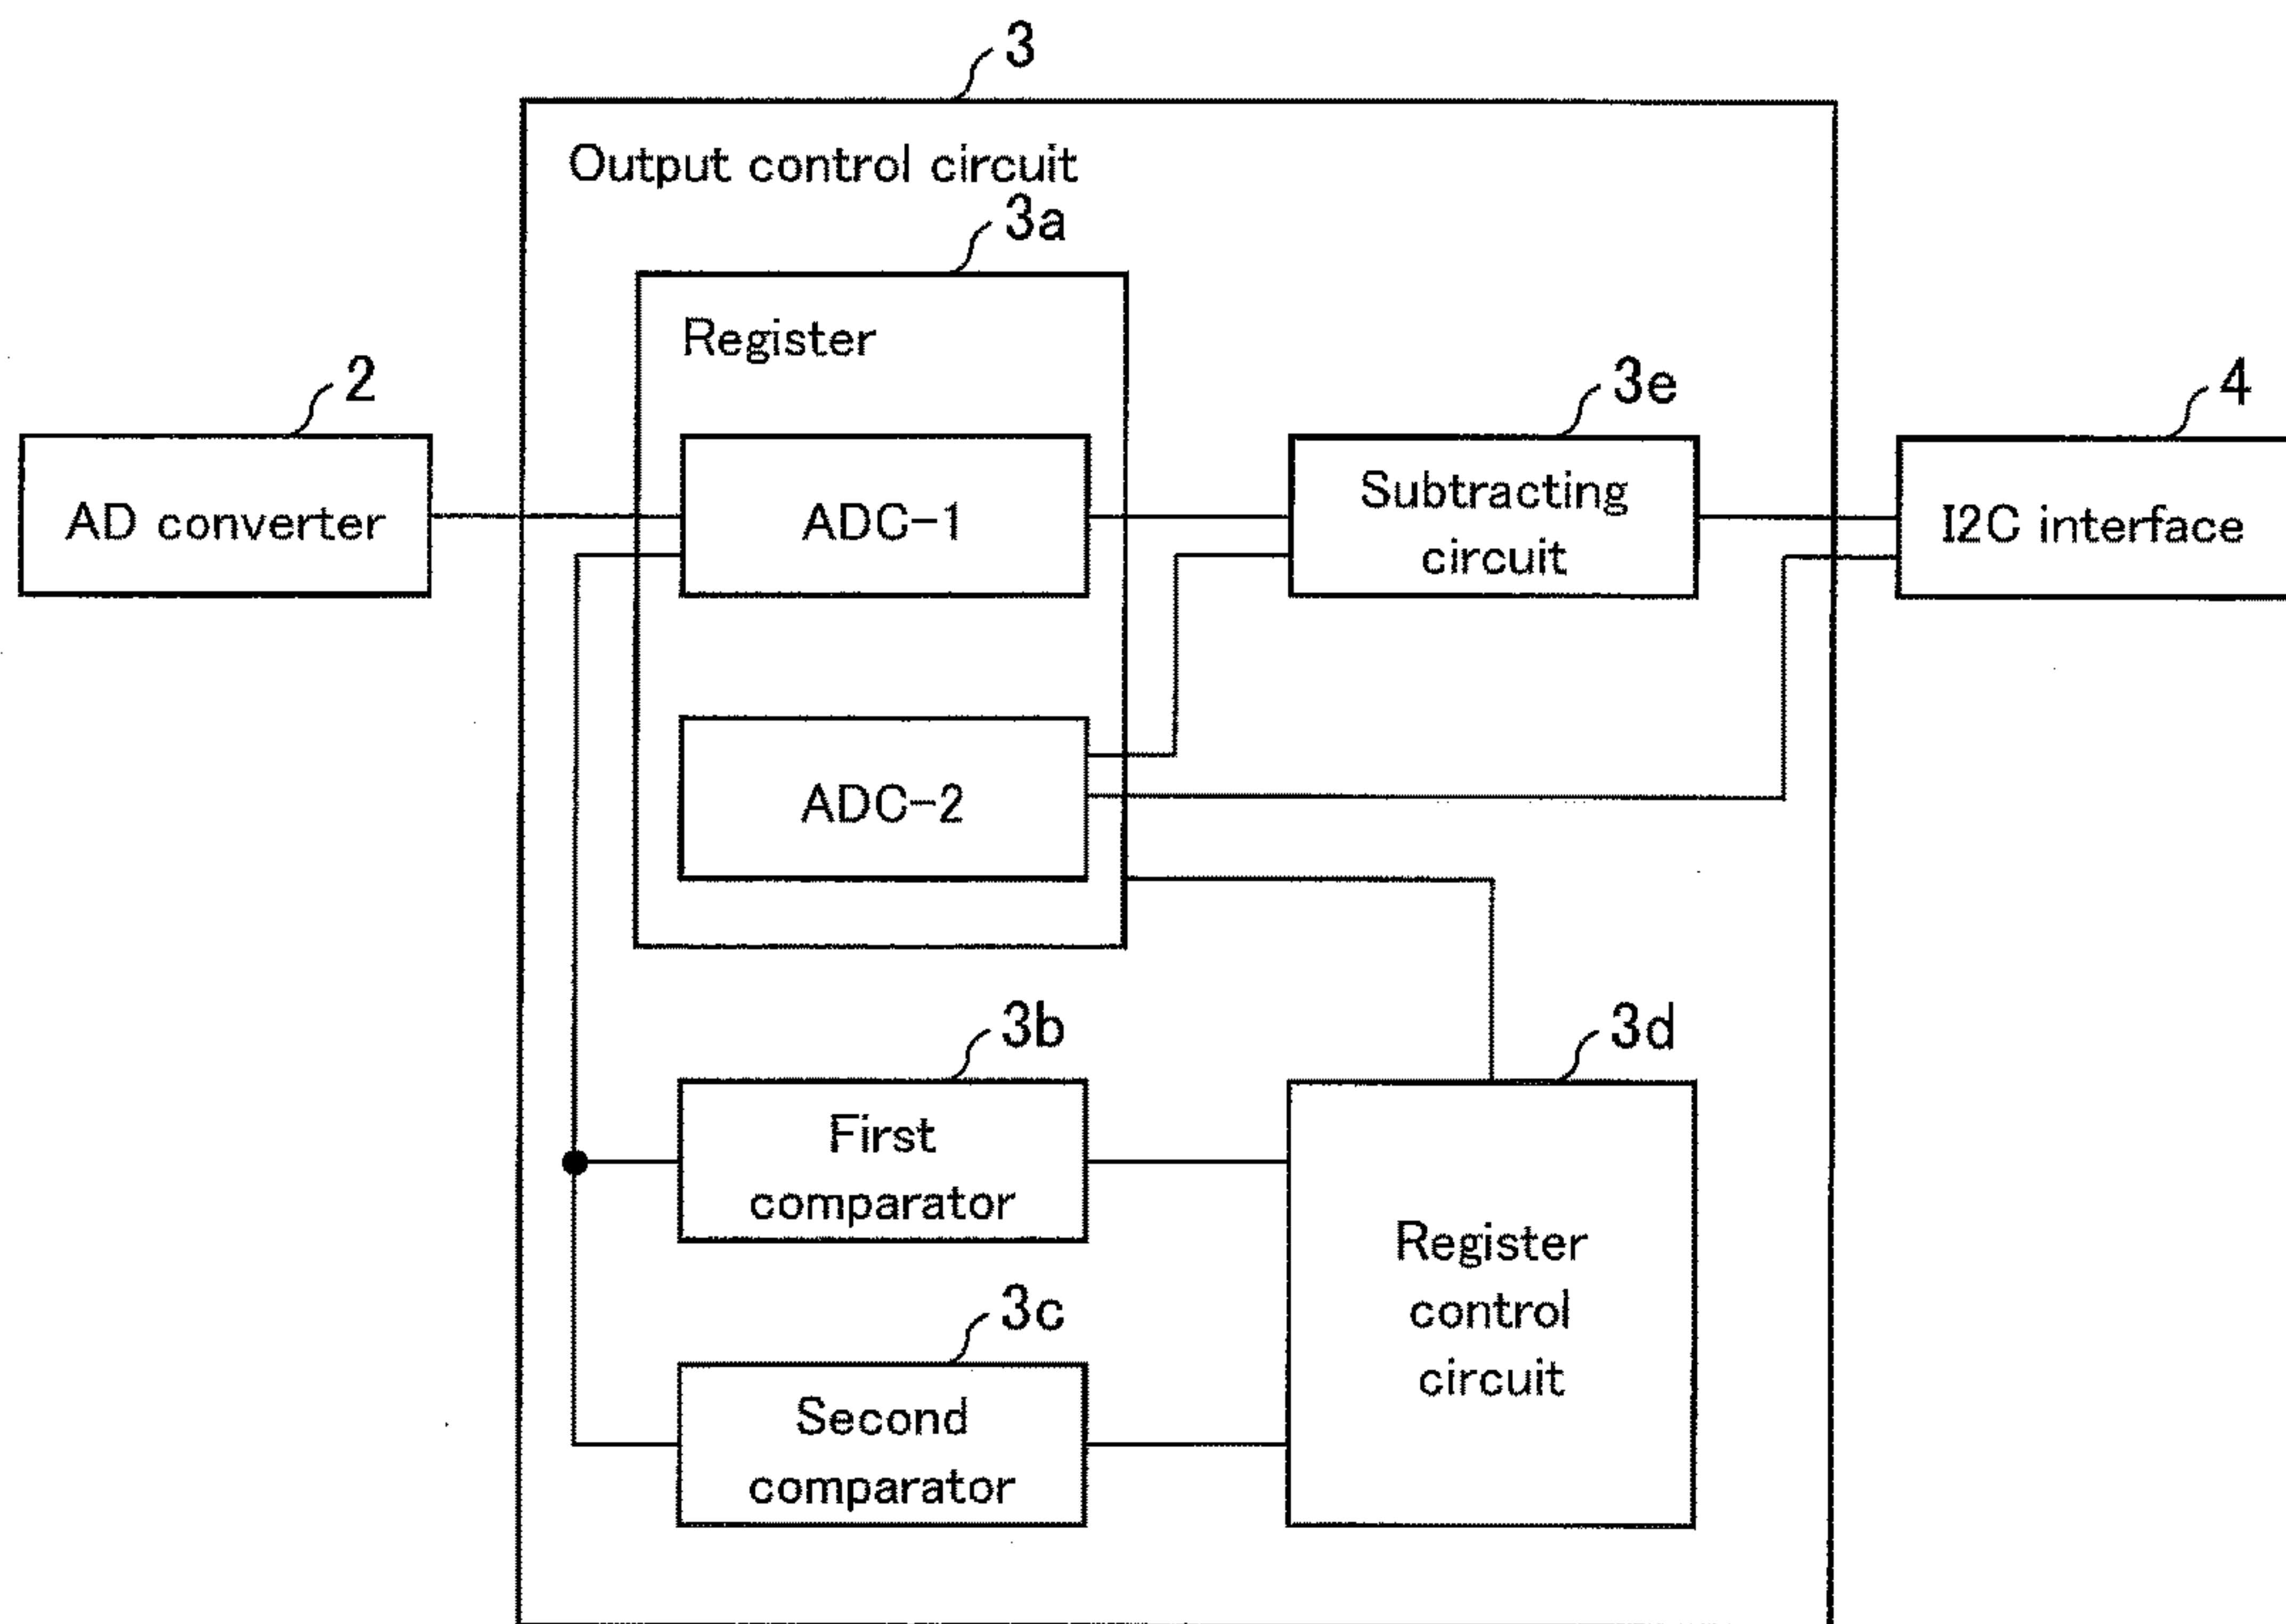 3
Output control circuit
3a
Register
2
3e
4
AD converter
ADC-1
Subtracting
circuit
I2C interface
ADC-2
3b
3d
First
comparator
Register
control
circuit
3c
Second
comparator